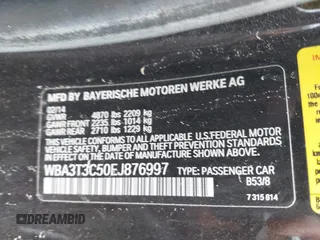 MFD BY BAYERISCHE MOTOREN WERKE AG
02/14
GVWR 4870 lbs 2209 kg
GAWR FRONT 2235 lbs 1014 kg
GAWR REAR 2710 lbs 1229 kg
THIS VEHICLE CONFORMS TO ALL APPLICABLE U.S.FEDERAL MOTOR
VEHICLE SAFETY, BUMPER, AND THEFT PREVENTION STANDARDS IN
EFFECT ON THE DATE OF MANUFACTURE SHOWN ABOVE.
WBA3T3C50EJ876997 TYPE: PASSENGER CAR
B53/8
7 315 614
DREAMBID